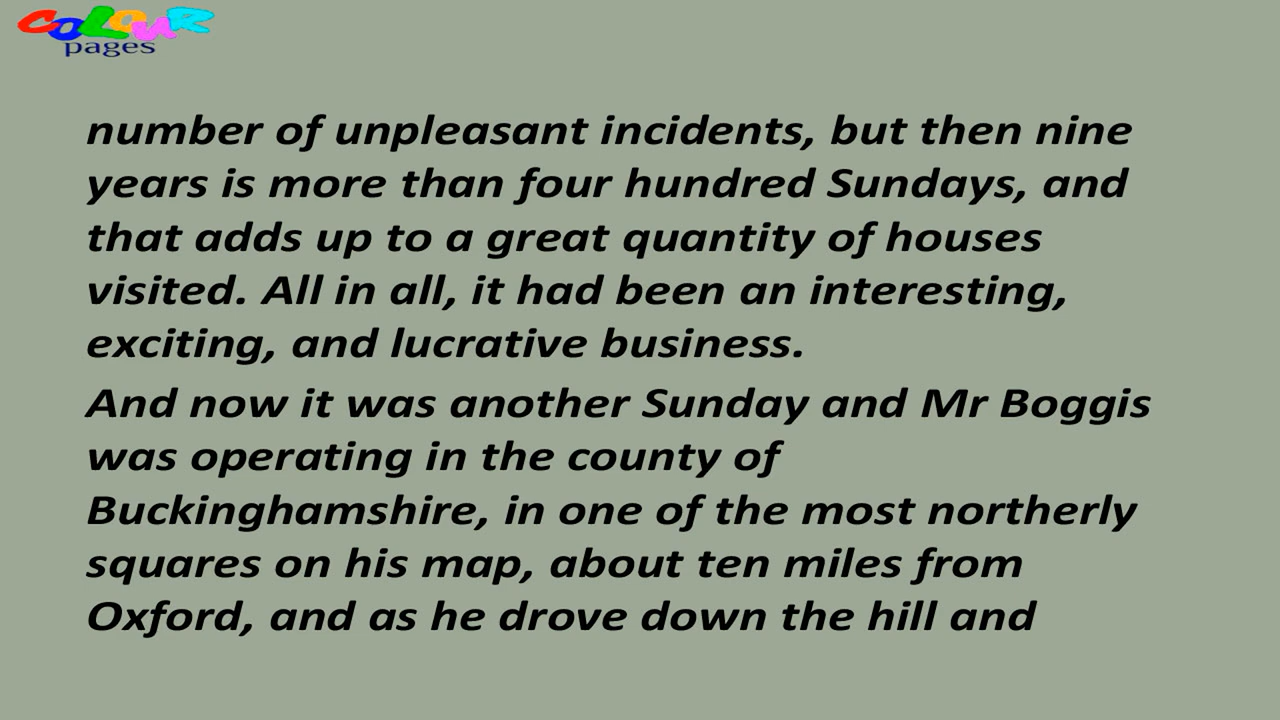 COLOUR
pages
number of unpleasant incidents, but then nine
years is more than four hundred Sundays, and
that adds up to a great quantity of houses
visited. All in all, it had been an interesting,
exciting, and lucrative business.
And now it was another Sunday and Mr Boggis
was operating in the county of
Buckinghamshire, in one of the most northerly
squares on his map, about ten miles from
Oxford, and as he drove down the hill and